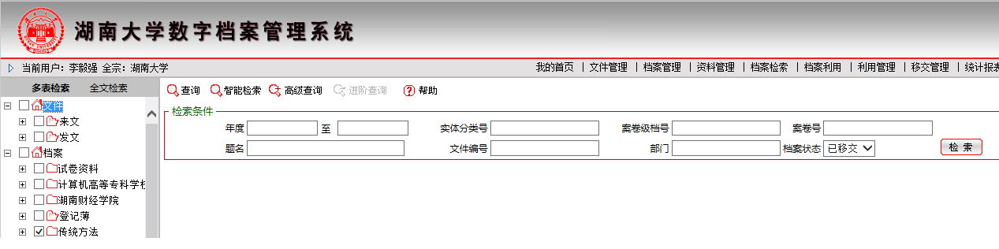 湖南大学数字档案管理系统
当前用户：李毅强 全宗：湖南大学
我的首页 | 文件管理 | 档案管理 | 资料管理 | 档案检索 | 档案利用 | 利用管理 | 移交管理 | 统计报表
多表检索 全文检索
查询 智能检索 高级查询 进阶查询 帮助
文件
来文
发文
档案
试卷资料
计算机高等专科学校
湖南财经学院
登记薄
传统方法
检索条件
年度 至 实体分类号 案卷级档号 案卷号
题名 文件编号 部门 档案状态 已移交 检 索